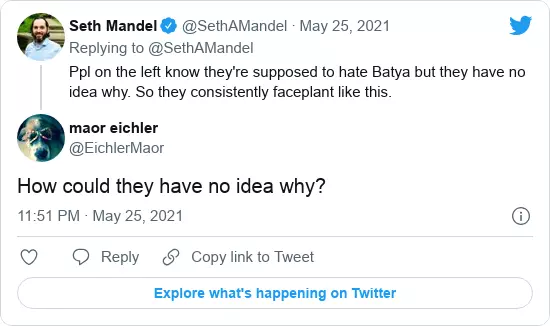 Seth Mandel @SethAMandel · May 25, 2021
Replying to @SethAMandel
Ppl on the left know they're supposed to hate Batya but they have no
idea why. So they consistently faceplant like this.
maor eichler
@EichlerMaor
How could they have no idea why?
11:51 PM · May 25, 2021
Reply Copy link to Tweet
Explore what's happening on Twitter